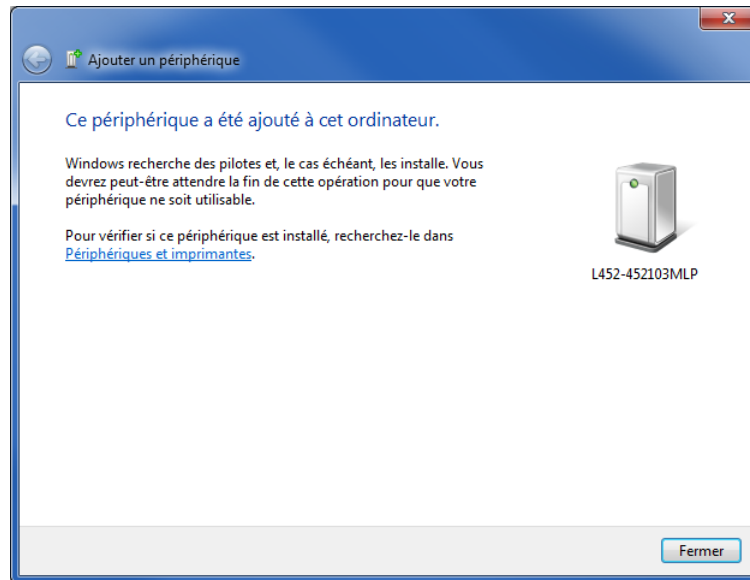 Ajouter un périphérique
Ce périphérique a été ajouté à cet ordinateur.
Windows recherche des pilotes et, le cas échéant, les installe. Vous
devrez peut-être attendre la fin de cette opération pour que votre
périphérique ne soit utilisable.
Pour vérifier si ce périphérique est installé, recherchez-le dans
Périphériques et imprimantes.
L452-452103MLP
Fermer